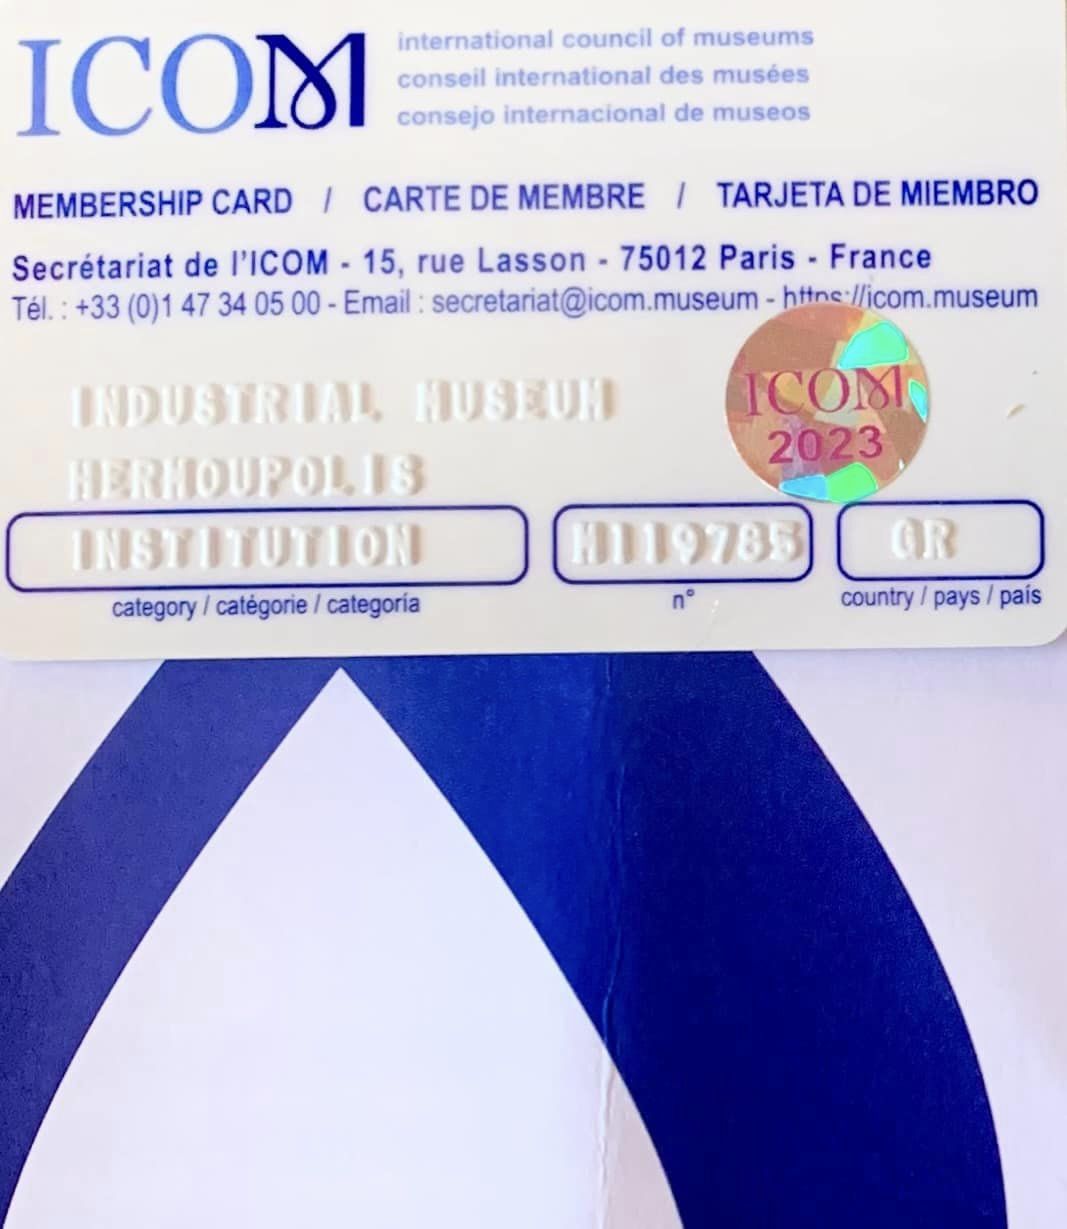 ICOM
international council of museums
conseil international des musées
consejo internacional de museos
MEMBERSHIP CARD / CARTE DE MEMBRE / TARJETA DE MIEMBRO
Secrétariat de l'ICOM - 15, rue Lasson - 75012 Paris - France
Tél. : +33 (0)1 47 34 05 00 - Email : secretariat@icom.museum - https://icom.museum
ICOM
2023
INDUSTRIAL MUSEUM
HERMOUPOLIS
INSTITUTION
M119785
GR
category / catégorie / categoría
n°
country / pays / país